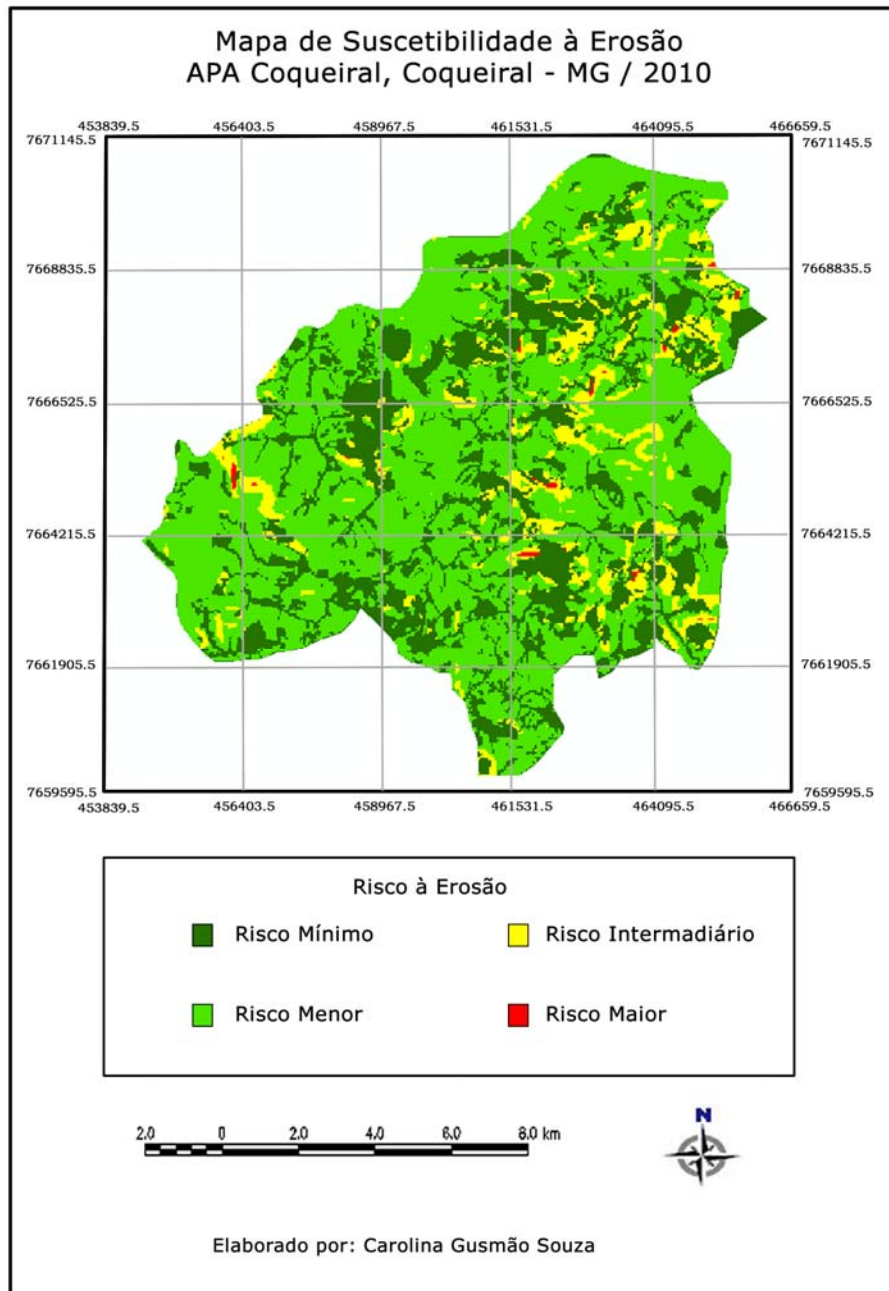 Mapa de Suscetibilidade à Erosão
APA Coqueiral, Coqueiral - MG / 2010
453839.5 456403.5 458967.5 461531.5 464095.5 466659.5
7671145.5 7671145.5
7668835.5 7668835.5
7666525.5 7666525.5
7664215.5 7664215.5
7661905.5 7661905.5
7659595.5 7659595.5
453839.5 456403.5 458967.5 461531.5 464095.5 466659.5
Risco à Erosão
Risco Mínimo Risco Intermadiário
Risco Menor Risco Maior
2.0 0 2.0 4.0 6.0 8.0 km
N
Elaborado por: Carolina Gusmão Souza